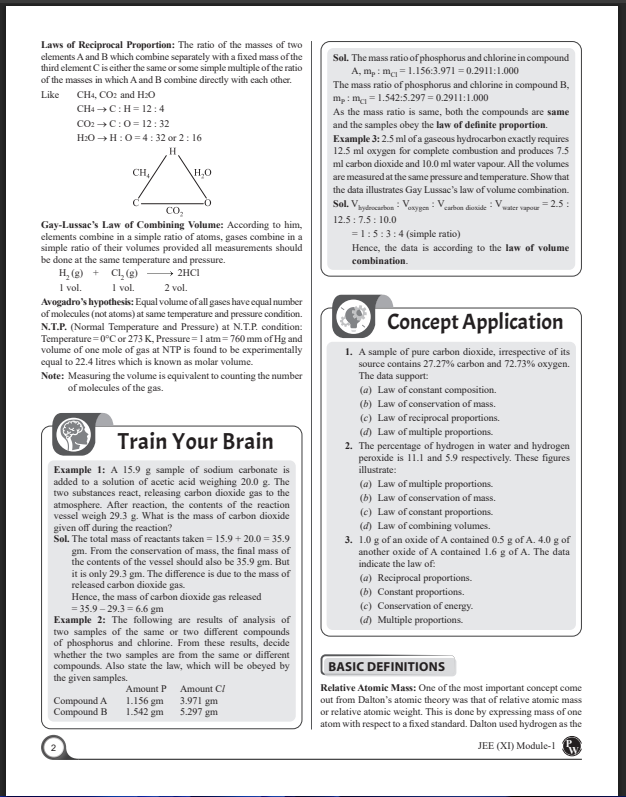 Laws of Reciprocal Proportion: The ratio of the masses of two
elements A and B which combine separately with a fixed mass of the
third element C is either the same or some simple multiple of the ratio
of the masses in which A and B combine directly with each other.
Like CH4, CO2 and H2O
CH4 → C : H = 12 : 4
CO2 → C : O = 12 : 32
H2O → H : O = 4 : 32 or 2 : 16
H
CH4 H2O
C O
CO2
Gay-Lussac's Law of Combining Volume: According to him,
elements combine in a simple ratio of atoms, gases combine in a
simple ratio of their volumes provided all measurements should
be done at the same temperature and pressure.
H2(g) + Cl2(g) ⟶ 2HCl
1 vol. 1 vol. 2 vol.
Avogadro's hypothesis: Equal volume of all gases have equal number
of molecules (not atoms) at same temperature and pressure condition.
N.T.P. (Normal Temperature and Pressure) at N.T.P. condition:
Temperature = 0°C or 273 K, Pressure = 1 atm = 760 mm of Hg and
volume of one mole of gas at NTP is found to be experimentally
equal to 22.4 litres which is known as molar volume.
Note: Measuring the volume is equivalent to counting the number
of molecules of the gas.
Train Your Brain
Example 1: A 15.9 g sample of sodium carbonate is
added to a solution of acetic acid weighing 20.0 g. The
two substances react, releasing carbon dioxide gas to the
atmosphere. After reaction, the contents of the reaction
vessel weigh 29.3 g. What is the mass of carbon dioxide
given off during the reaction?
Sol. The total mass of reactants taken = 15.9 + 20.0 = 35.9
gm. From the conservation of mass, the final mass of
the contents of the vessel should also be 35.9 gm. But
it is only 29.3 gm. The difference is due to the mass of
released carbon dioxide gas.
Hence, the mass of carbon dioxide gas released
= 35.9 – 29.3 = 6.6 gm
Example 2: The following are results of analysis of
two samples of the same or two different compounds
of phosphorus and chlorine. From these results, decide
whether the two samples are from the same or different
compounds. Also state the law, which will be obeyed by
the given samples.
Amount P Amount Cl
Compound A 1.156 gm 3.971 gm
Compound B 1.542 gm 5.297 gm
Sol. The mass ratio of phosphorus and chlorine in compound
A, mP : mCl = 1.156:3.971 = 0.2911:1.000
The mass ratio of phosphorus and chlorine in compound B,
mP : mCl = 1.542:5.297 = 0.2911:1.000
As the mass ratio is same, both the compounds are same
and the samples obey the law of definite proportion.
Example 3: 2.5 ml of a gaseous hydrocarbon exactly requires
12.5 ml oxygen for complete combustion and produces 7.5
ml carbon dioxide and 10.0 ml water vapour. All the volumes
are measured at the same pressure and temperature. Show that
the data illustrates Gay Lussac's law of volume combination.
Sol. Vhydrocarbon : Voxygen : Vcarbon dioxide : Vwater vapour = 2.5 :
12.5 : 7.5 : 10.0
= 1 : 5 : 3 : 4 (simple ratio)
Hence, the data is according to the law of volume
combination.
Concept Application
1. A sample of pure carbon dioxide, irrespective of its
source contains 27.27% carbon and 72.73% oxygen.
The data support:
(a) Law of constant composition.
(b) Law of conservation of mass.
(c) Law of reciprocal proportions.
(d) Law of multiple proportions.
2. The percentage of hydrogen in water and hydrogen
peroxide is 11.1 and 5.9 respectively. These figures
illustrate:
(a) Law of multiple proportions.
(b) Law of conservation of mass.
(c) Law of constant proportions.
(d) Law of combining volumes.
3. 1.0 g of an oxide of A contained 0.5 g of A. 4.0 g of
another oxide of A contained 1.6 g of A. The data
indicate the law of:
(a) Reciprocal proportions.
(b) Constant proportions.
(c) Conservation of energy.
(d) Multiple proportions.
BASIC DEFINITIONS
Relative Atomic Mass: One of the most important concept come
out from Dalton's atomic theory was that of relative atomic mass
or relative atomic weight. This is done by expressing mass of one
atom with respect to a fixed standard. Dalton used hydrogen as the
2
JEE (XI) Module-1
PW